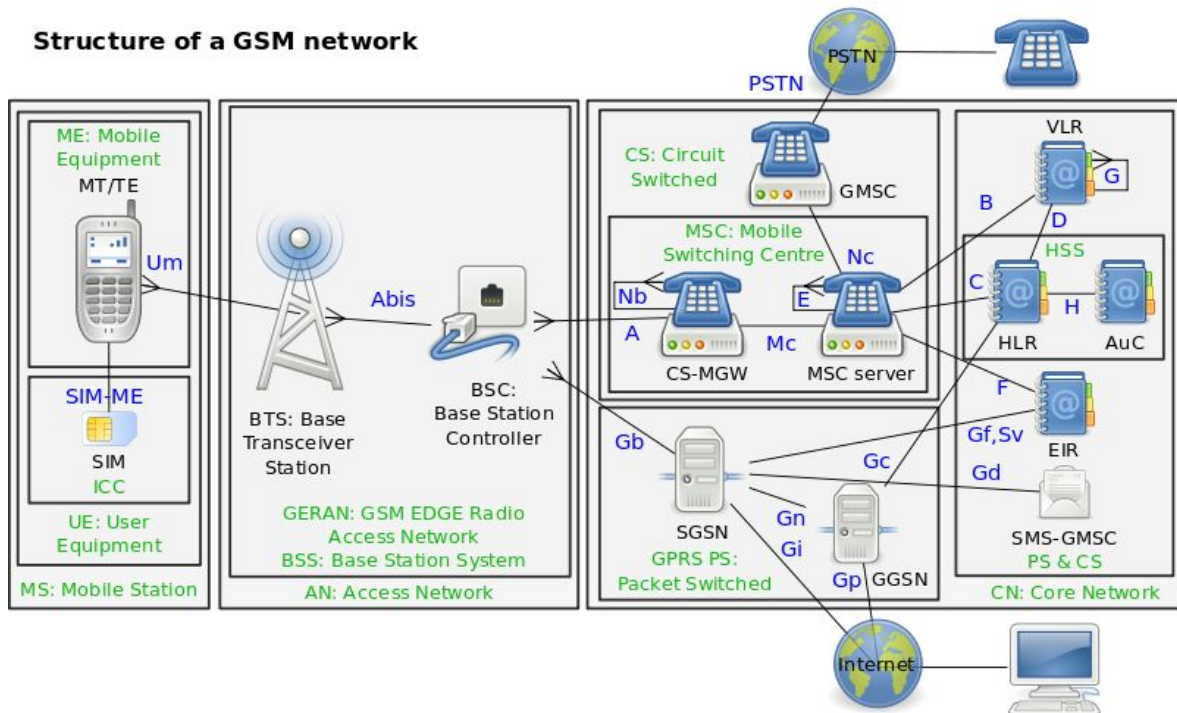 Structure of a GSM network
PSTN
PSTN
ME: Mobile
Equipment
MT/TE
Um
SIM-ME
SIM
ICC
UE: User
Equipment
MS: Mobile Station
Abis
BTS: Base
Transceiver
Station
BSC:
Base Station
Controller
GERAN: GSM EDGE Radio
Access Network
BSS: Base Station System
AN: Access Network
CS: Circuit
Switched
GMSC
MSC: Mobile
Switching Centre
Nc
Nb
E
A
Mc
CS-MGW
MSC server
VLR
G
B
D
HSS
C
H
HLR
AuC
F
Gb
Gf,Sv
EIR
Gc
Gd
Gn
SGSN
Gi
SMS-GMSC
GPRS PS:
Packet Switched
Gp
GGSN
PS & CS
CN: Core Network
Internet